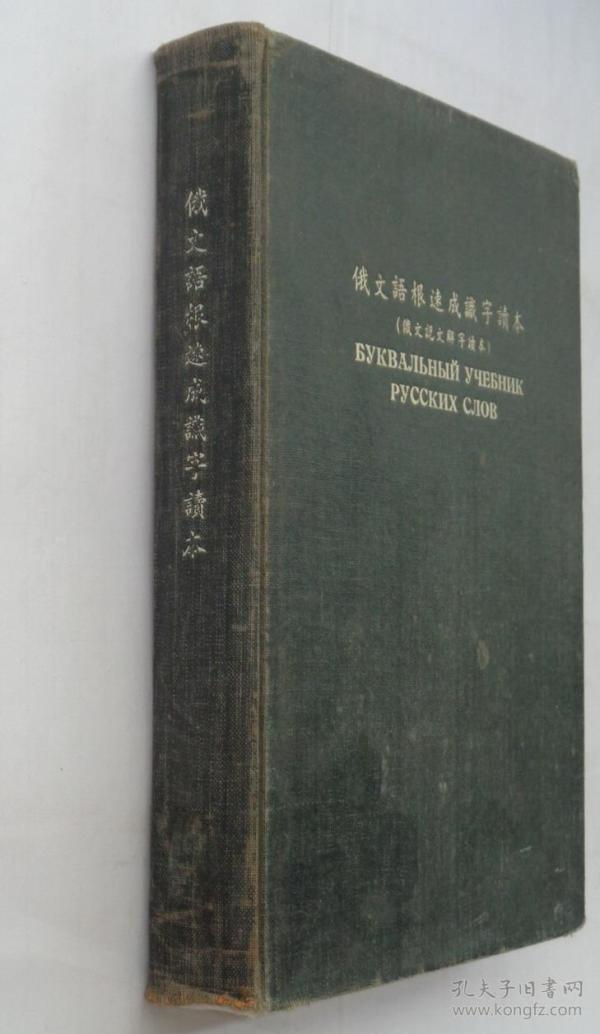 俄文語根速成識字讀本
俄文語根速成識字讀本
(俄文説文解字讀本)
БУКВАЛЬНЫЙ УЧЕБНИК
РУССКИХ СЛОВ
孔夫子旧書网
www.kongfz.com